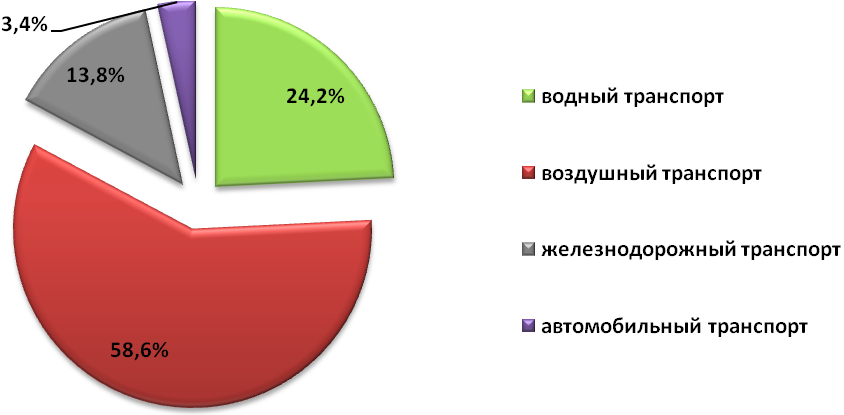 3,4%
13,8%
24,2%
58,6%
водный транспорт
воздушный транспорт
железнодорожный транспорт
автомобильный транспорт